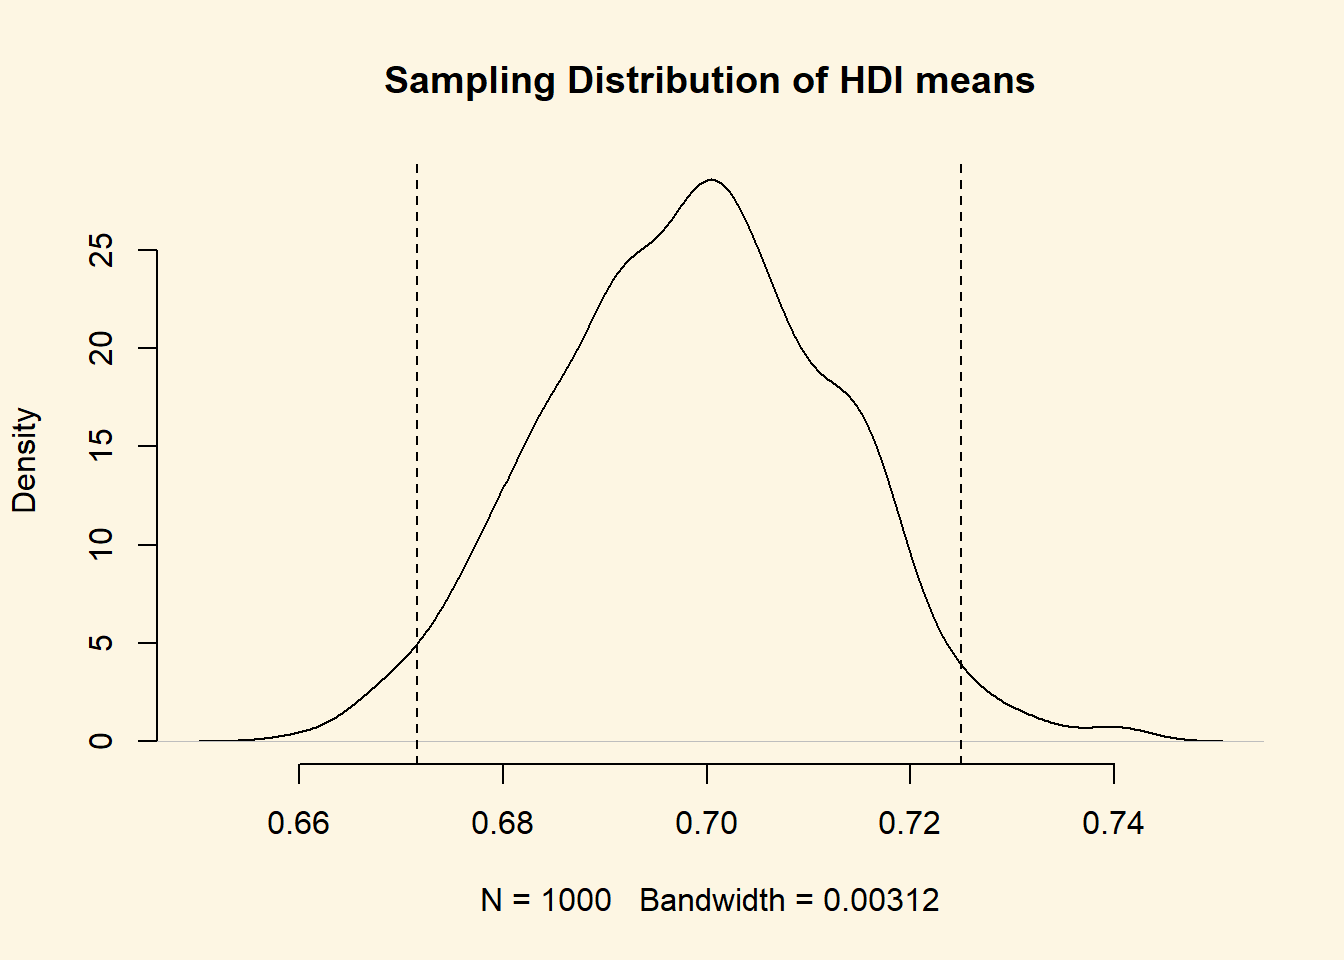 Sampling Distribution of HDI means
Density
25
20
15
10
5
0
0.66 0.68 0.70 0.72 0.74
N = 1000 Bandwidth = 0.00312